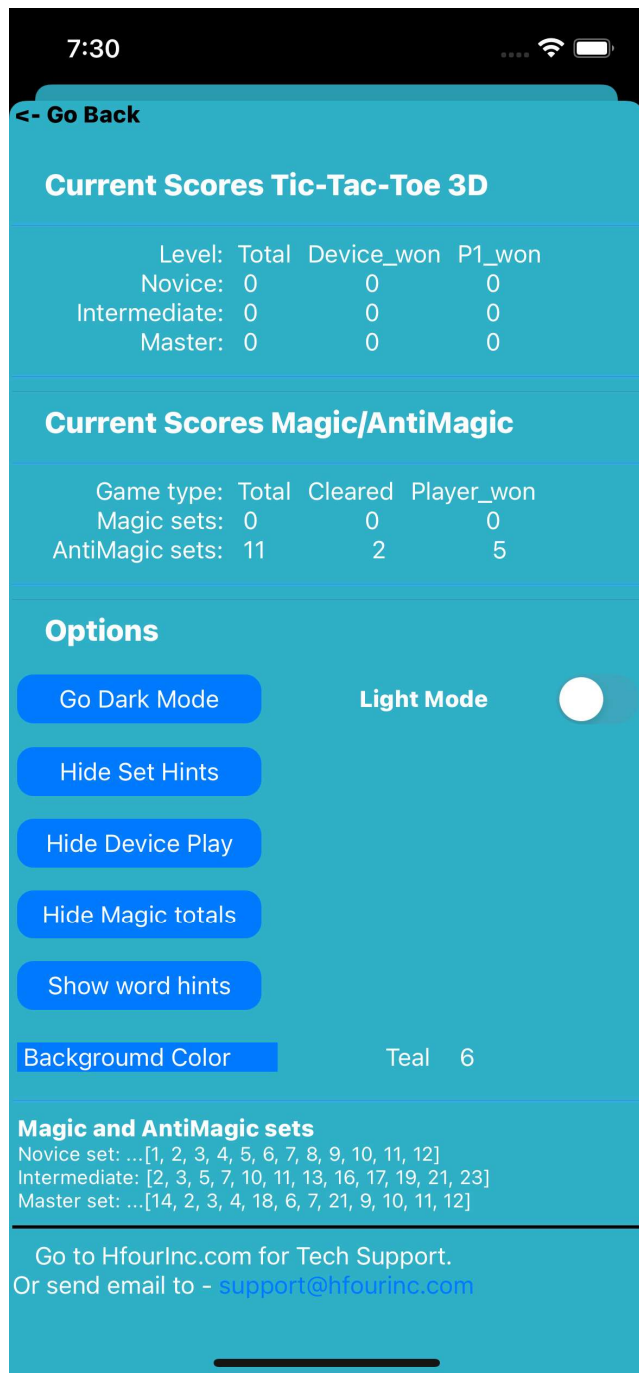 7:30
<- Go Back
Current Scores Tic-Tac-Toe 3D
Level: Total Device_won P1_won
Novice: 0 0 0
Intermediate: 0 0 0
Master: 0 0 0
Current Scores Magic/AntiMagic
Game type: Total Cleared Player_won
Magic sets: 0 0 0
AntiMagic sets: 11 2 5
Options
Go Dark Mode Light Mode
Hide Set Hints
Hide Device Play
Hide Magic totals
Show word hints
Backgroumd Color Teal 6
Magic and AntiMagic sets
Novice set: ...[1, 2, 3, 4, 5, 6, 7, 8, 9, 10, 11, 12]
Intermediate: [2, 3, 5, 7, 10, 11, 13, 16, 17, 19, 21, 23]
Master set: ...[14, 2, 3, 4, 18, 6, 7, 21, 9, 10, 11, 12]
Go to HfourInc.com for Tech Support.
Or send email to - support@hfourinc.com